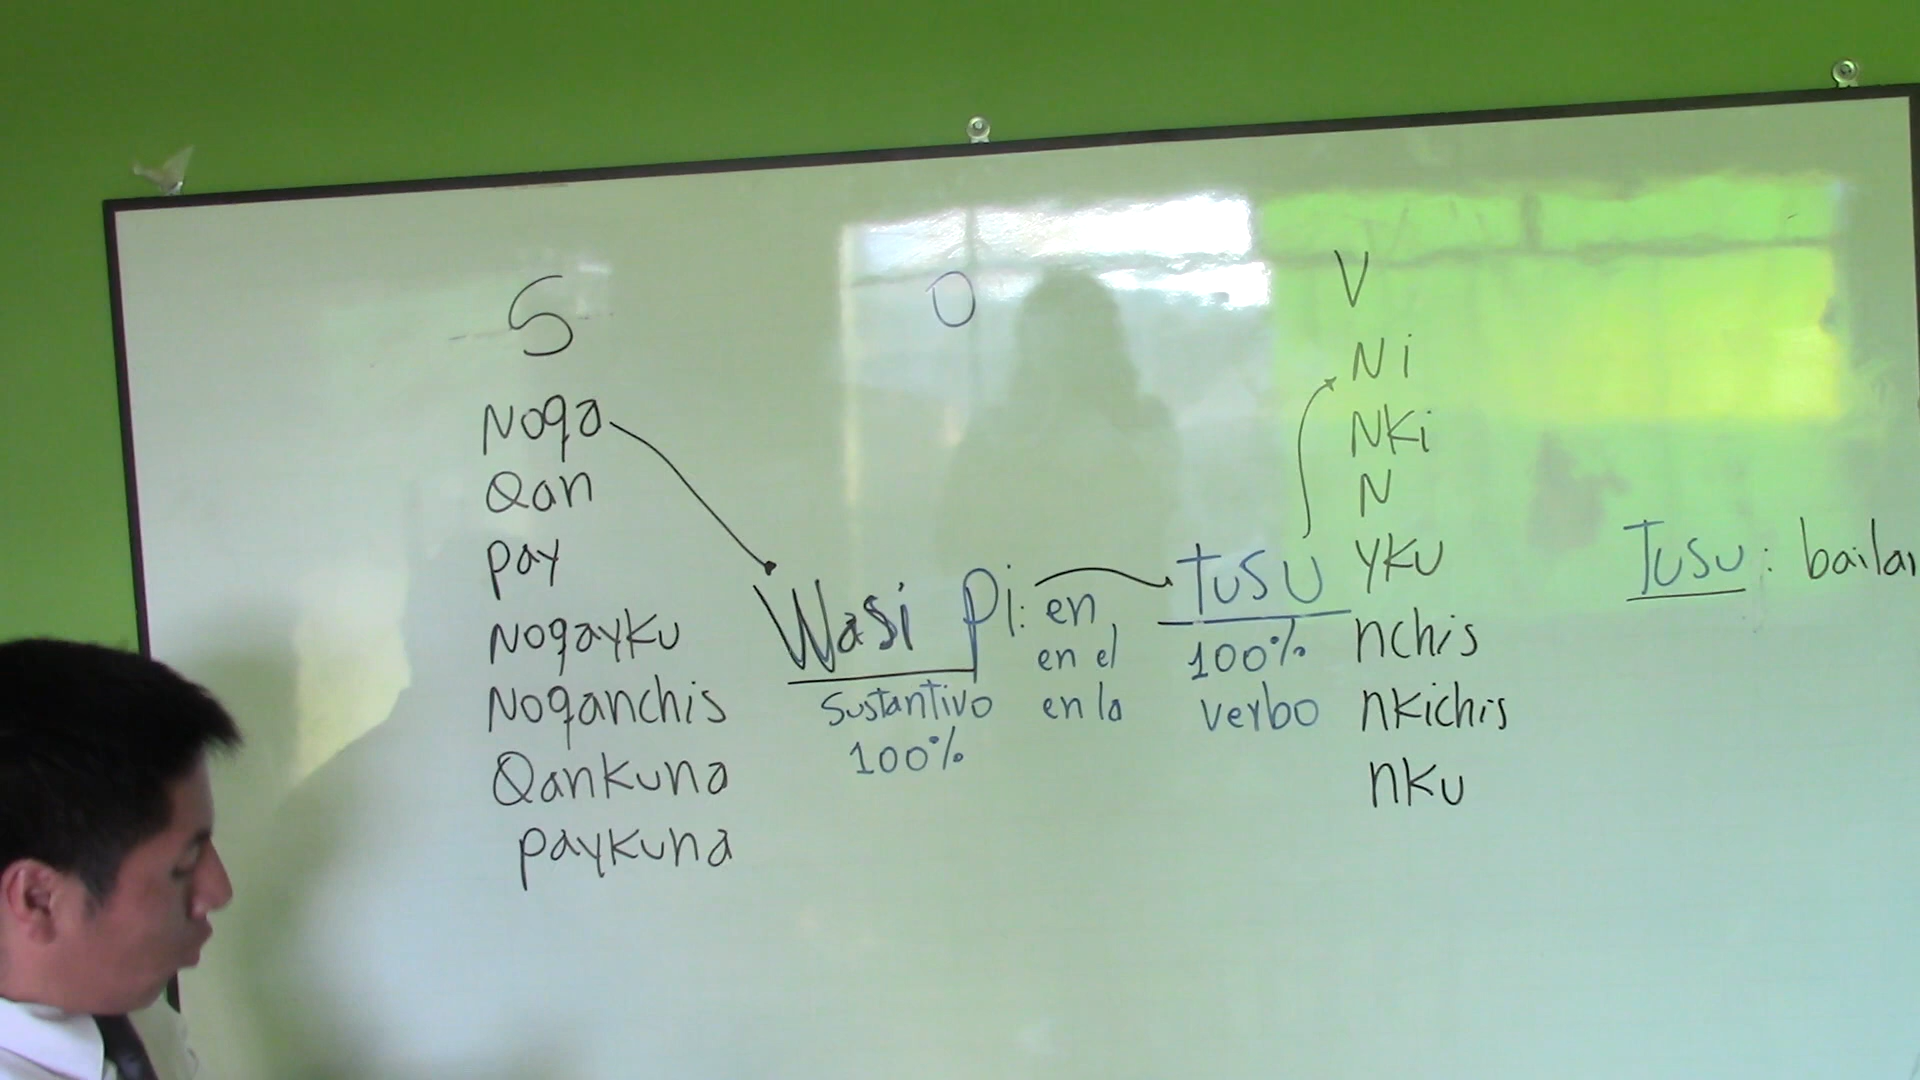 S O V
Noqa
Qan
Pay
Noqayku
Noqanchis
Qankuna
Paykuna
Wasi Pi: en
en el
en la
Sustantivo
100%
Tusu
100%
verbo
Ni
NKi
N
YKU
nchis
nkichis
nku
Tusu: bailar